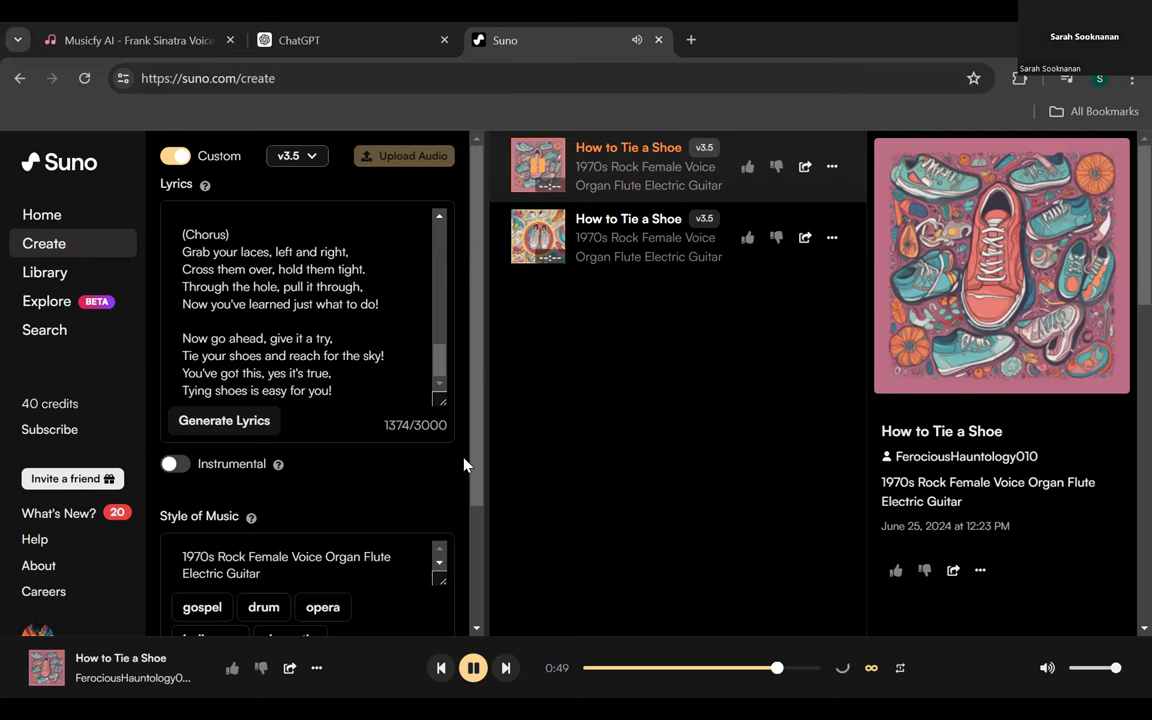 Sarah Sooknanan
Sarah Sooknanan
Musicfy AI - Frank Sinatra Voice
ChatGPT
Suno
https://suno.com/create
S
All Bookmarks
Suno
Home
Create
Library
Explore BETA
Search
40 credits
Subscribe
Invite a friend
What's New? 20
Help
About
Careers
Custom
v3.5
Upload Audio
Lyrics ?
(Chorus)
Grab your laces, left and right,
Cross them over, hold them tight.
Through the hole, pull it through,
Now you've learned just what to do!
Now go ahead, give it a try,
Tie your shoes and reach for the sky!
You've got this, yes it's true,
Tying shoes is easy for you!
Generate Lyrics
1374/3000
Instrumental ?
Style of Music ?
1970s Rock Female Voice Organ Flute
Electric Guitar
gospel
drum
opera
How to Tie a Shoe v3.5
1970s Rock Female Voice
Organ Flute Electric Guitar
--:--
How to Tie a Shoe v3.5
1970s Rock Female Voice
Organ Flute Electric Guitar
--:--
How to Tie a Shoe
FerociousHauntology010
1970s Rock Female Voice Organ Flute
Electric Guitar
June 25, 2024 at 12:23 PM
How to Tie a Shoe
FerociousHauntologyO...
0:49